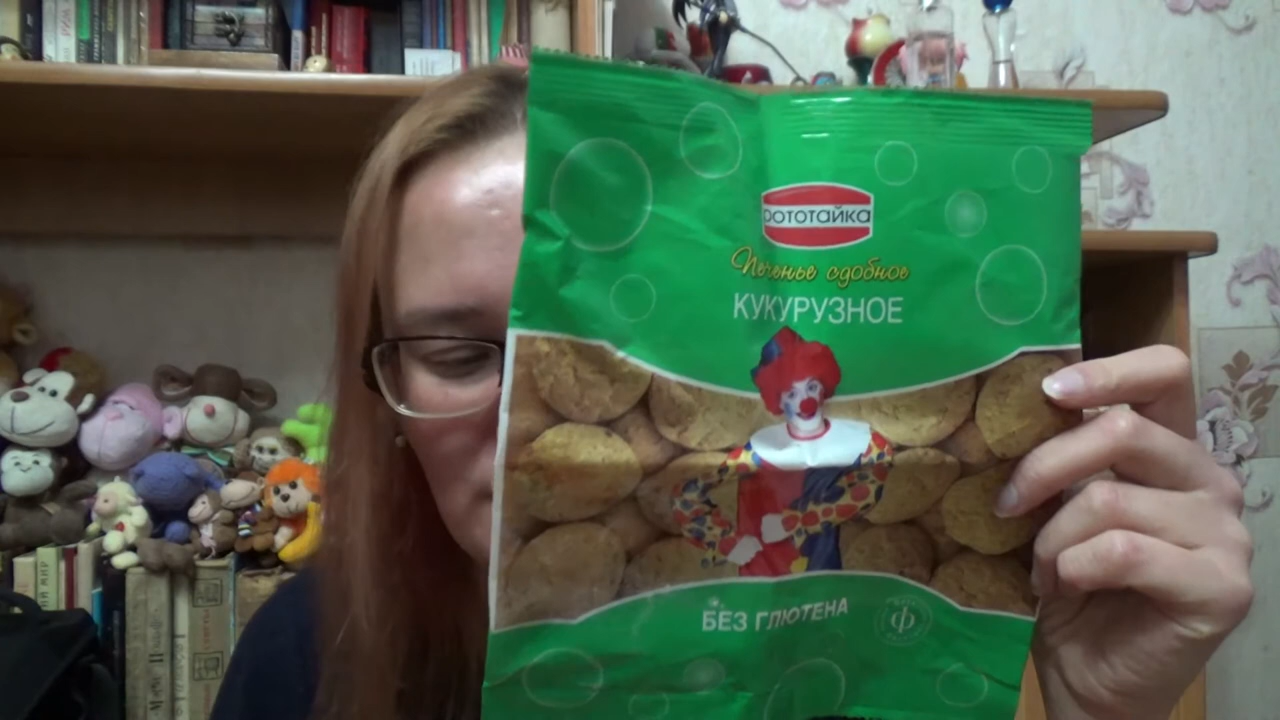 ФОТОТАЙКА
Печенье сдобное
КУКУРУЗНОЕ
БЕЗ ГЛЮТЕНА
ф